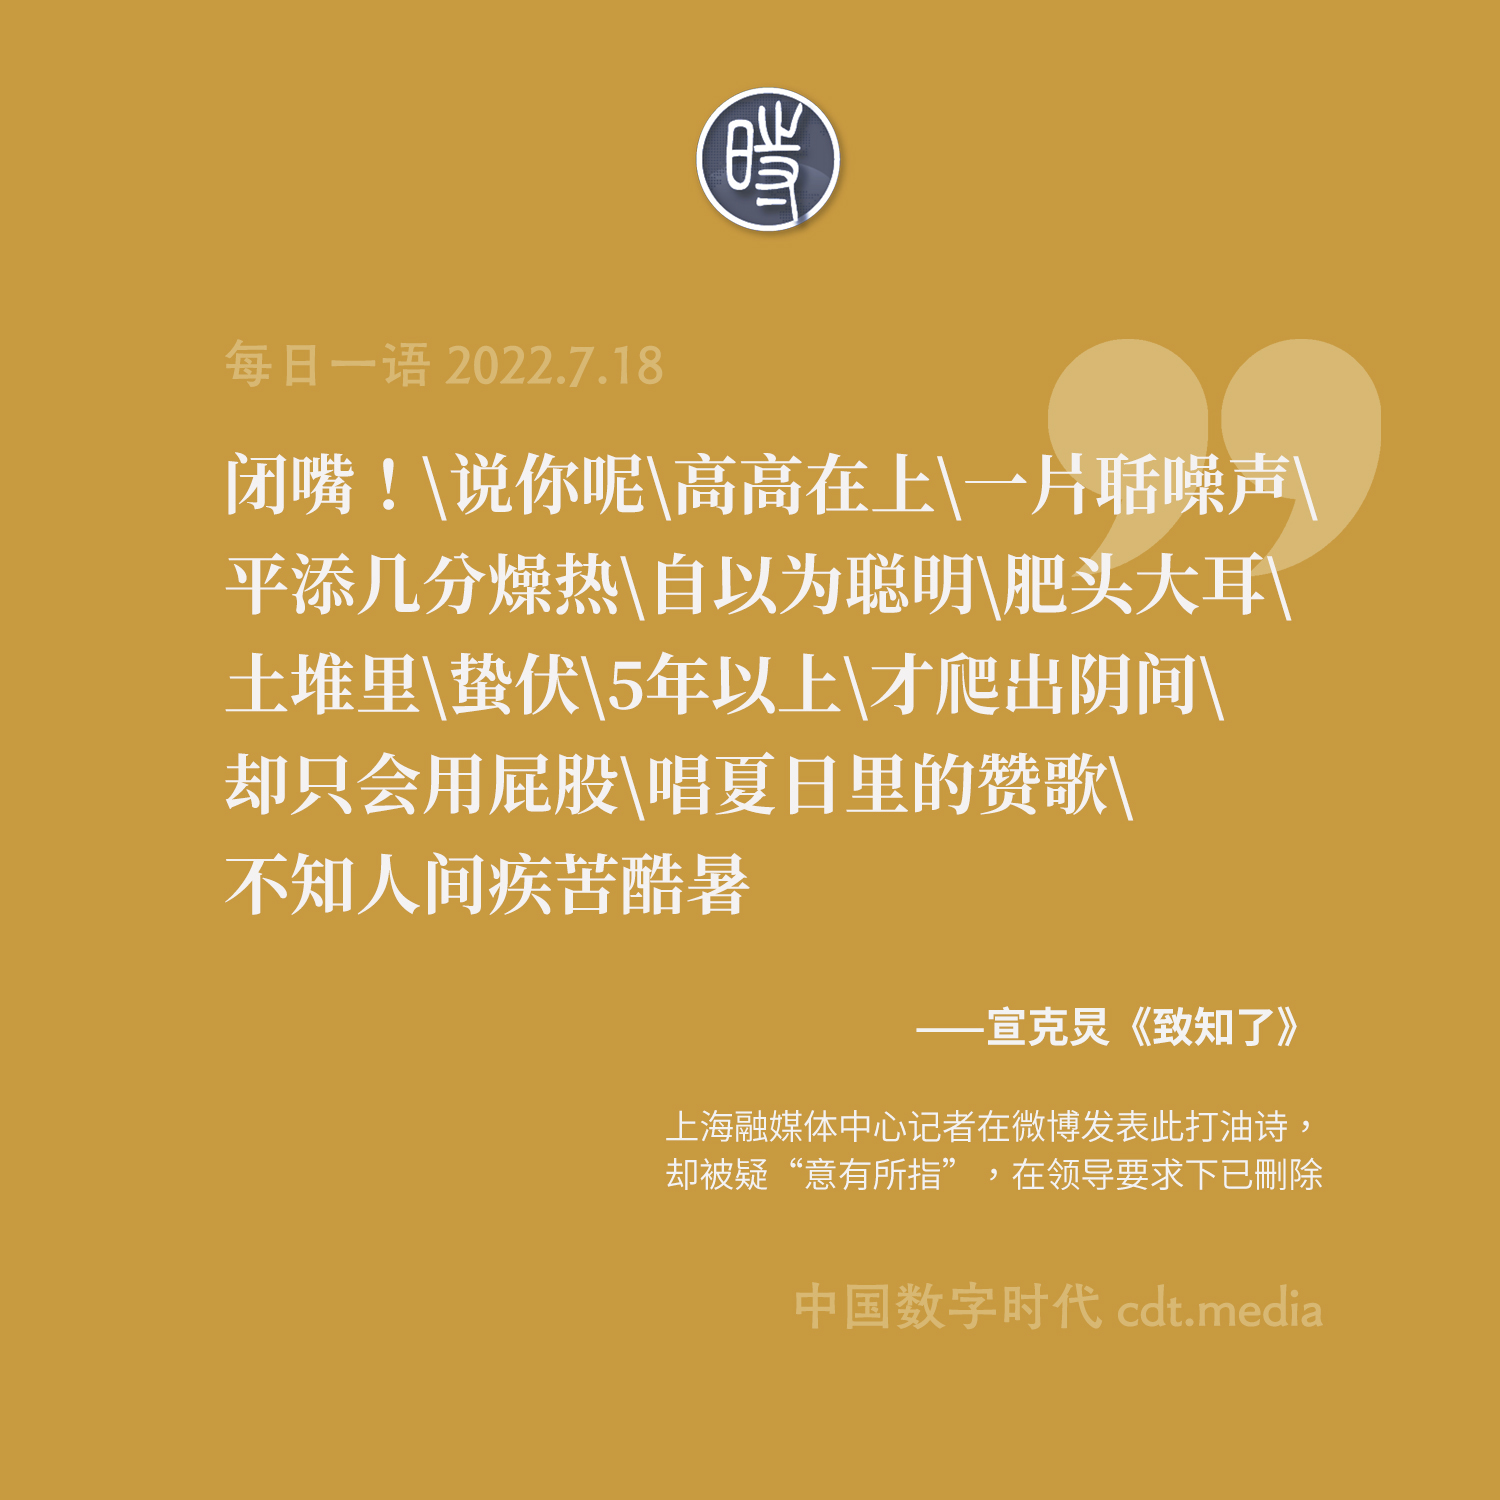 時
每日一语 2022.7.18
闭嘴！\说你呢\高高在上\一片聒噪声\
平添几分燥热\自以为聪明\肥头大耳\
土堆里\蛰伏\5年以上\才爬出阴间\
却只会用屁股\唱夏日里的赞歌\
不知人间疾苦酷暑
——宣克炅《致知了》
上海融媒体中心记者在微博发表此打油诗，
却被疑“意有所指”，在领导要求下已刪除
中国数字时代 cdt.media